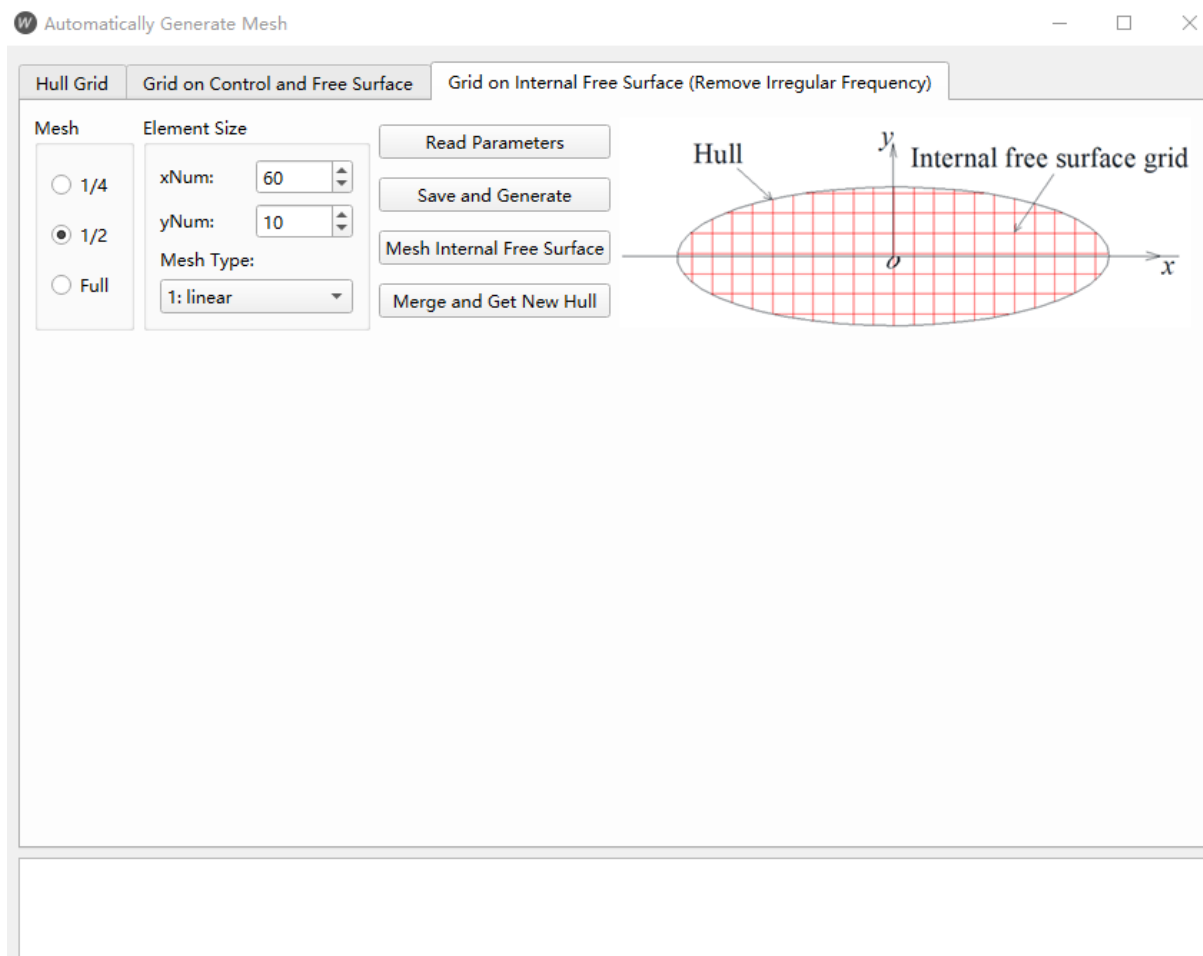 W Automatically Generate Mesh
Hull Grid
Grid on Control and Free Surface
Grid on Internal Free Surface (Remove Irregular Frequency)
Mesh
1/4
1/2
Full
Element Size
xNum:
60
yNum:
10
Mesh Type:
1: linear
Read Parameters
Save and Generate
Mesh Internal Free Surface
Merge and Get New Hull
Hull
y
Internal free surface grid
o
x